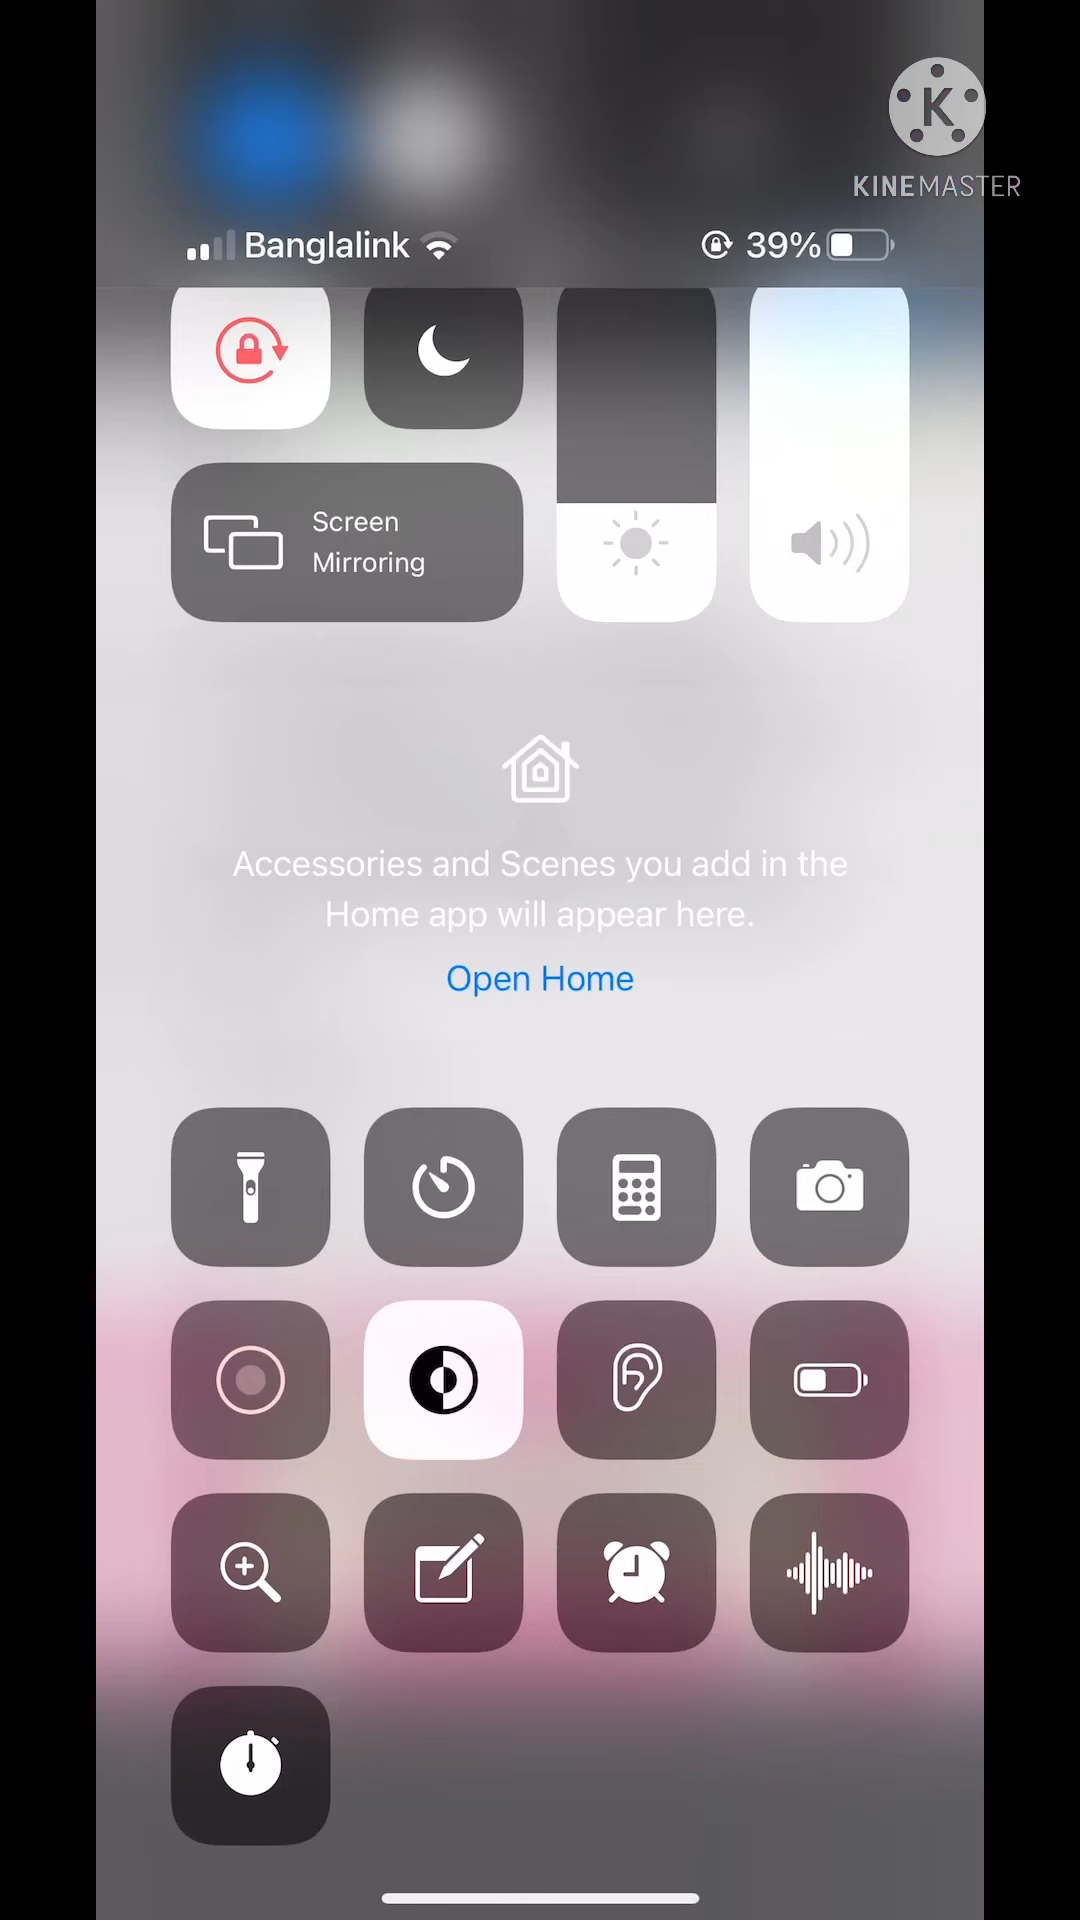 K
KINEMASTER
Banglalink
39%
Screen
Mirroring
Accessories and Scenes you add in the
Home app will appear here.
Open Home